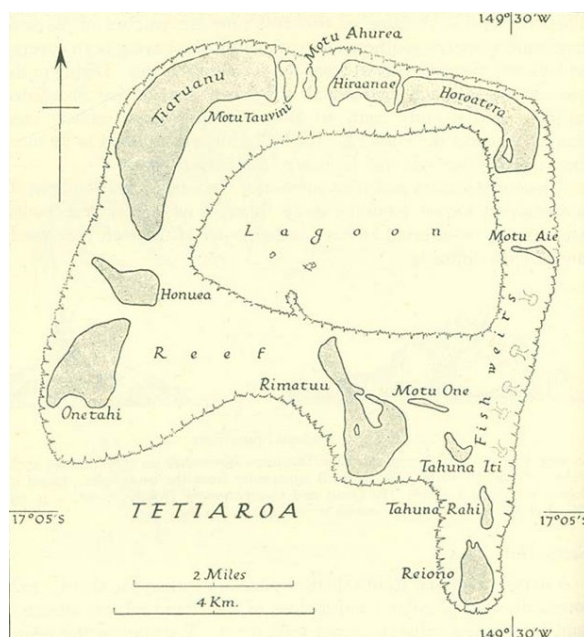 149°30'W
Motu Ahurea
Tiaruanu
Motu Tauvini
Hiraanae
Horoatera
Lagoon
Motu Aie
Honuea
Reef
Fish weirs
Onetahi
Rimatuu
Motu One
Tahuna Iti
17°05'S
TETIAROA
Tahuna Rahi
17°05'S
2 Miles
4 Km.
Reiono
149°30'W